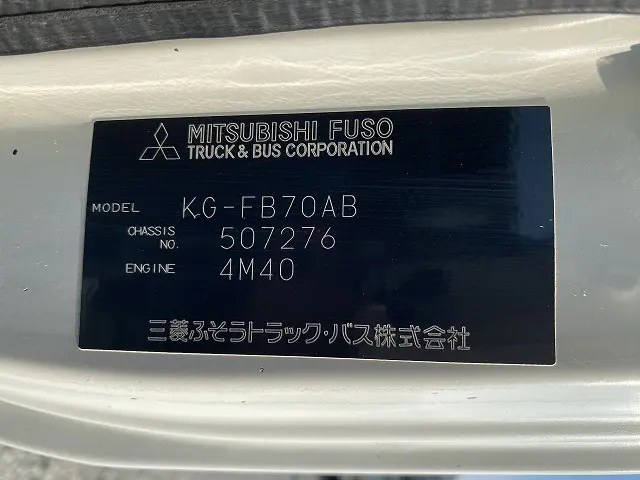 MITSUBISHI FUSO
TRUCK & BUS CORPORATION
MODEL KG-FB70AB
CHASSIS NO. 507276
ENGINE 4M40
三菱ふそうトラック・バス株式会社